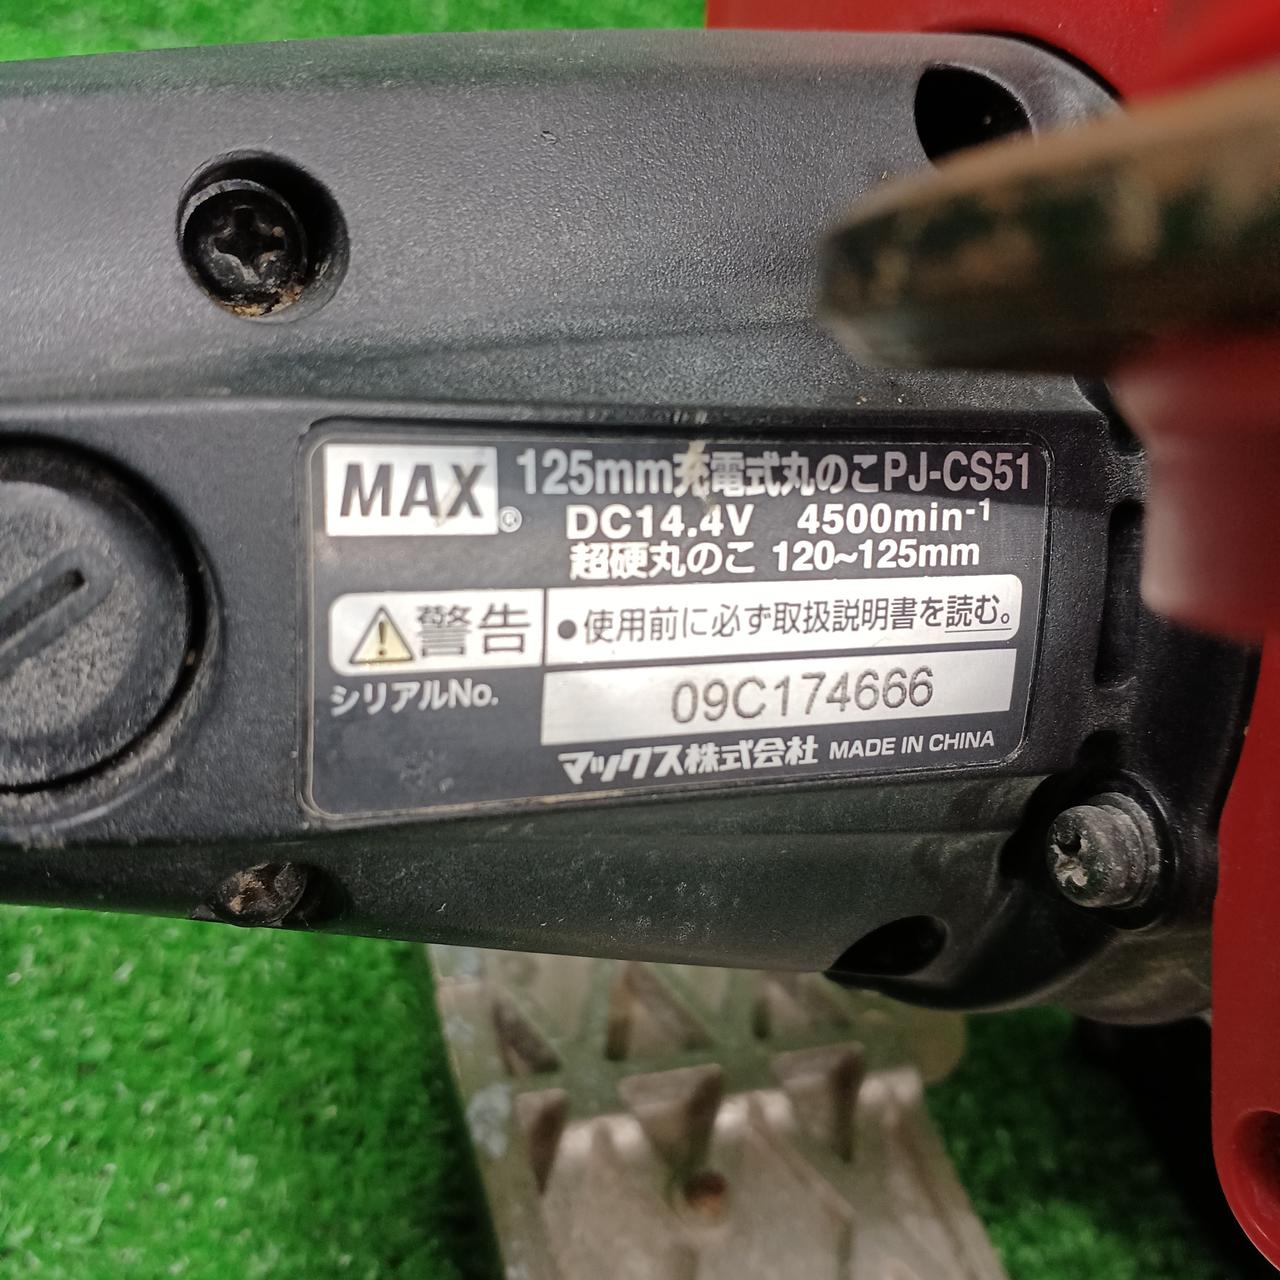 MAX® 125mm充電式丸のこPJ-CS51
DC14.4V 4500min⁻¹
超硬丸のこ 120~125mm
警告 ●使用前に必ず取扱説明書を読む。
シリアルNo. 09C174666
マックス株式会社 MADE IN CHINA